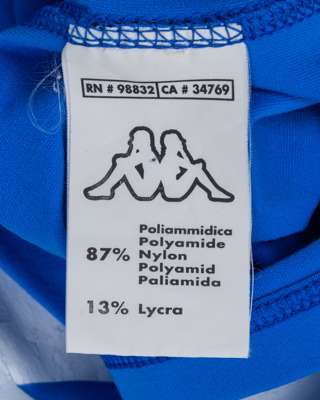 RN # 98832 CA # 34769
Poliammidica
Polyamide
87% Nylon
Polyamid
Paliamida
13% Lycra